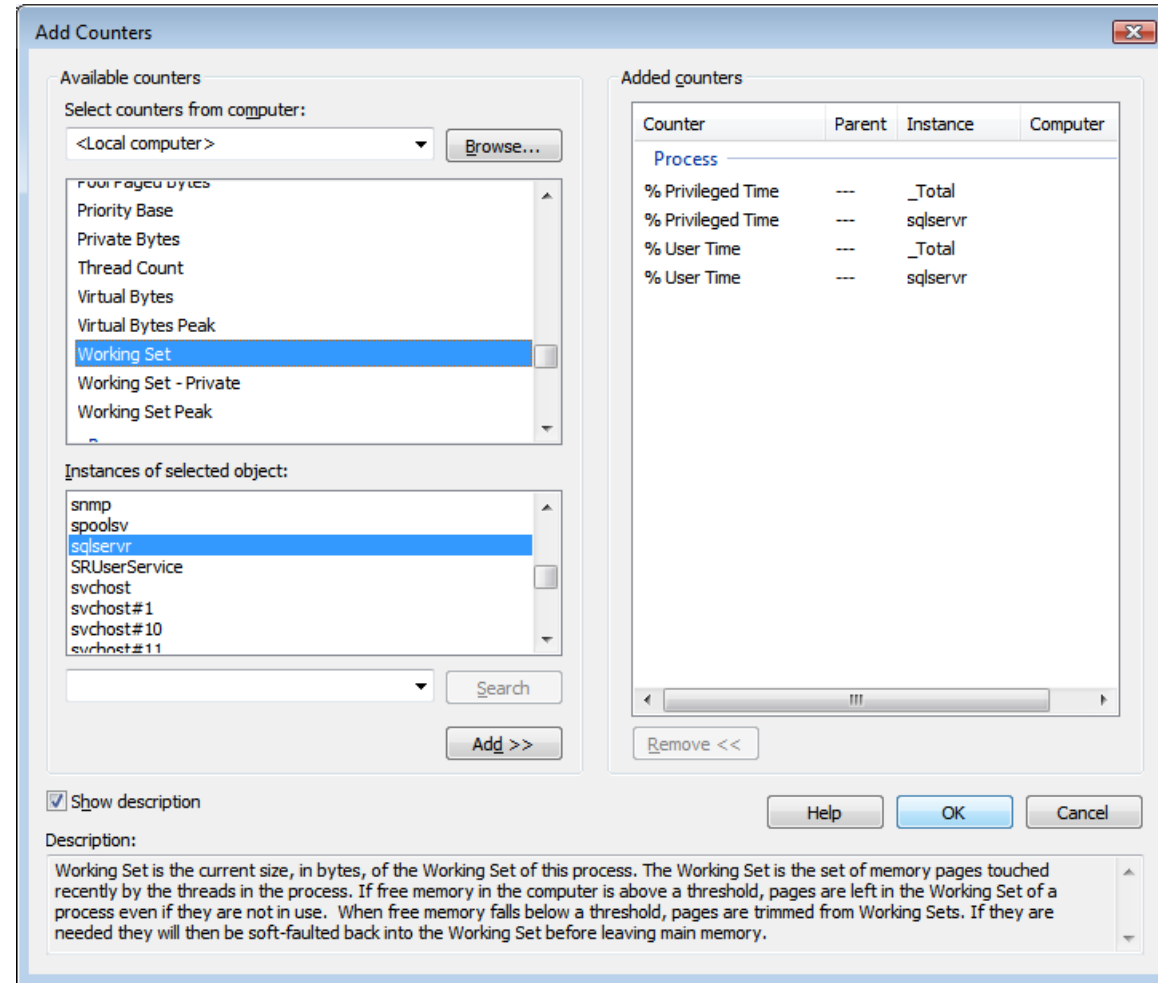 Add Counters
Available counters
Select counters from computer:
<Local computer>
Browse...
Pool Paged Bytes
Priority Base
Private Bytes
Thread Count
Virtual Bytes
Virtual Bytes Peak
Working Set
Working Set - Private
Working Set Peak
Instances of selected object:
snmp
spoolsv
sqlservr
SRUserService
svchost
svchost#1
svchost#10
svchost#11
Search
Add >>
Added counters
Counter Parent Instance Computer
Process
% Privileged Time --- _Total
% Privileged Time --- sqlservr
% User Time --- _Total
% User Time --- sqlservr
Remove <<
Show description
Help OK Cancel
Description:
Working Set is the current size, in bytes, of the Working Set of this process. The Working Set is the set of memory pages touched
recently by the threads in the process. If free memory in the computer is above a threshold, pages are left in the Working Set of a
process even if they are not in use.  When free memory falls below a threshold, pages are trimmed from Working Sets. If they are
needed they will then be soft-faulted back into the Working Set before leaving main memory.